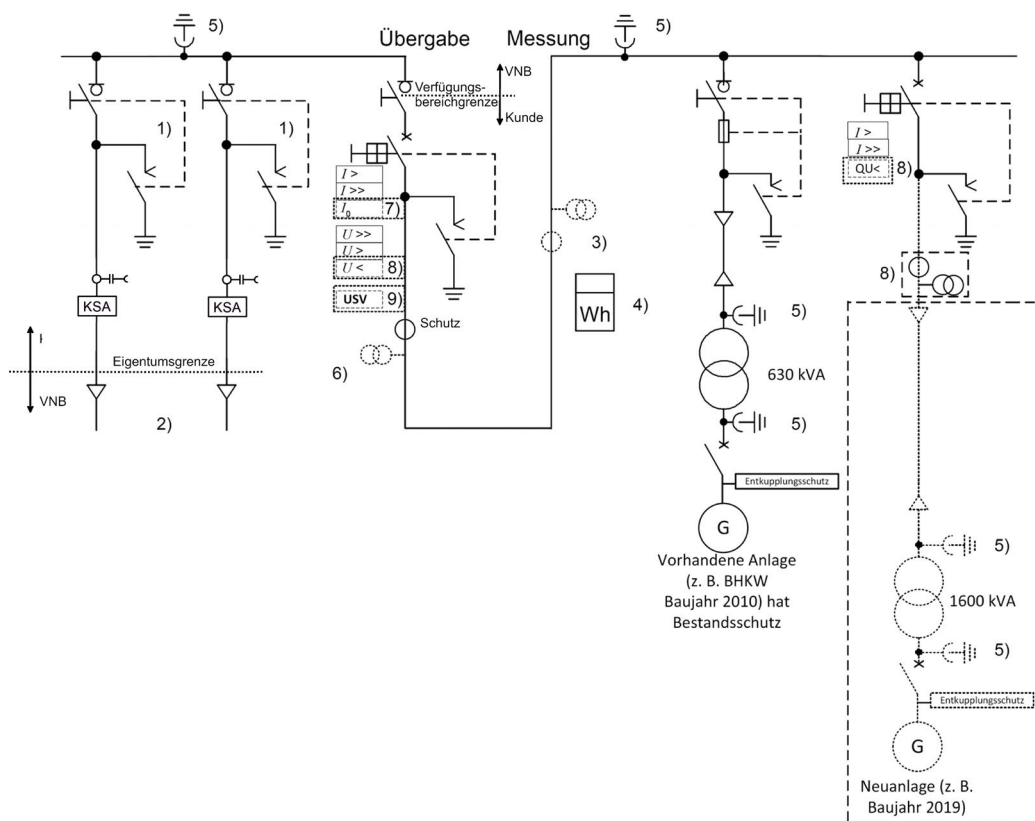 5)
Übergabe
Messung
5)
VNB
Verfügungs-
bereichgrenze
Kunde
1)
1)
I >
I >>
I0
7)
U >>
U >
U <
8)
USV
9)
Schutz
6)
3)
Wh
4)
I >
I >>
QU<
8)
8)
KSA
KSA
Eigentumsgrenze
VNB
2)
5)
630 kVA
5)
Entkupplungsschutz
G
Vorhandene Anlage
(z. B. BHKW
Baujahr 2010) hat
Bestandsschutz
5)
1600 kVA
5)
Entkupplungsschutz
G
Neuanlage (z. B.
Baujahr 2019)